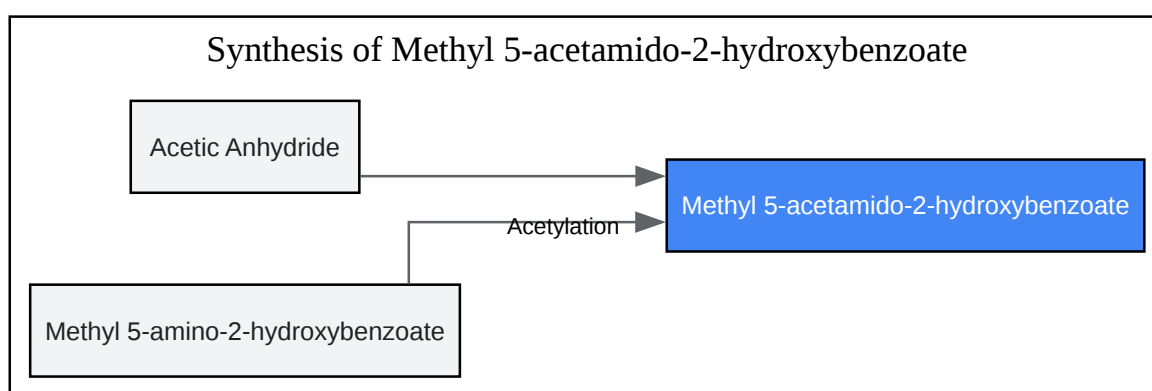 Synthesis of Methyl 5-acetamido-2-hydroxybenzoate
Acetic Anhydride
Methyl 5-acetamido-2-hydroxybenzoate
Acetylation
Methyl 5-amino-2-hydroxybenzoate